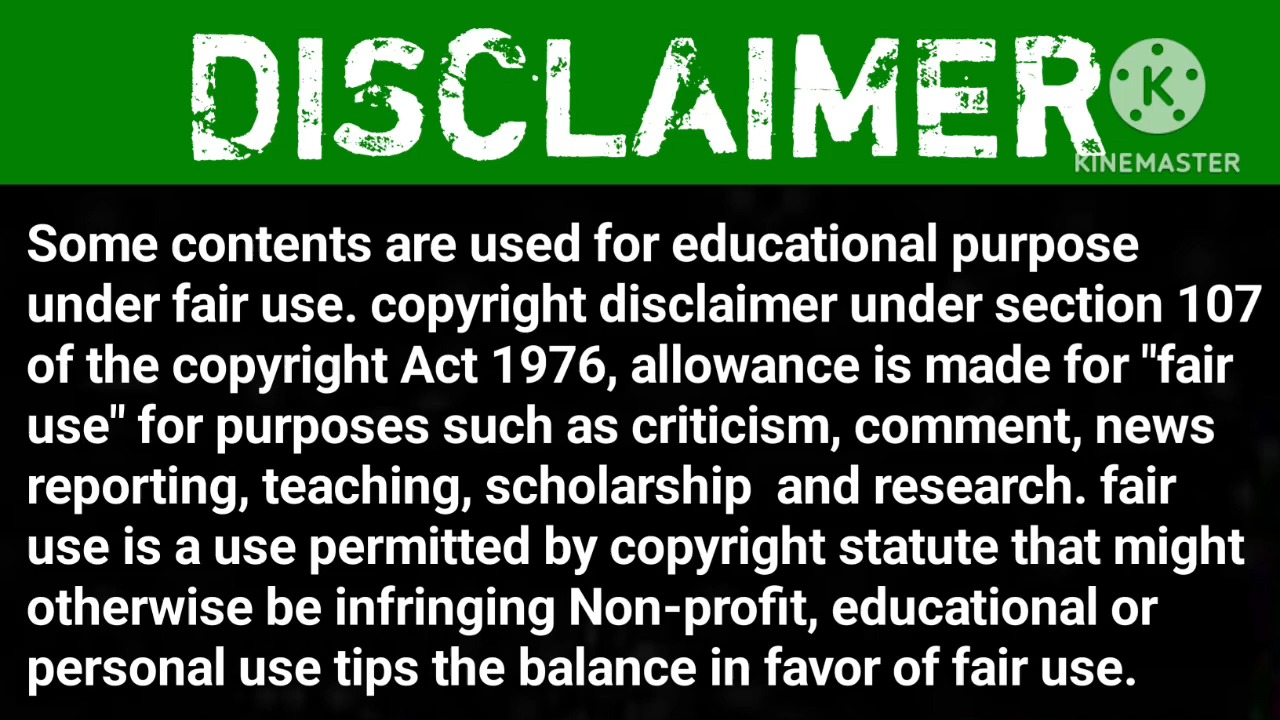 DISCLAIMER
K
KINEMASTER
Some contents are used for educational purpose
under fair use. copyright disclaimer under section 107
of the copyright Act 1976, allowance is made for "fair
use" for purposes such as criticism, comment, news
reporting, teaching, scholarship  and research. fair
use is a use permitted by copyright statute that might
otherwise be infringing Non-profit, educational or
personal use tips the balance in favor of fair use.